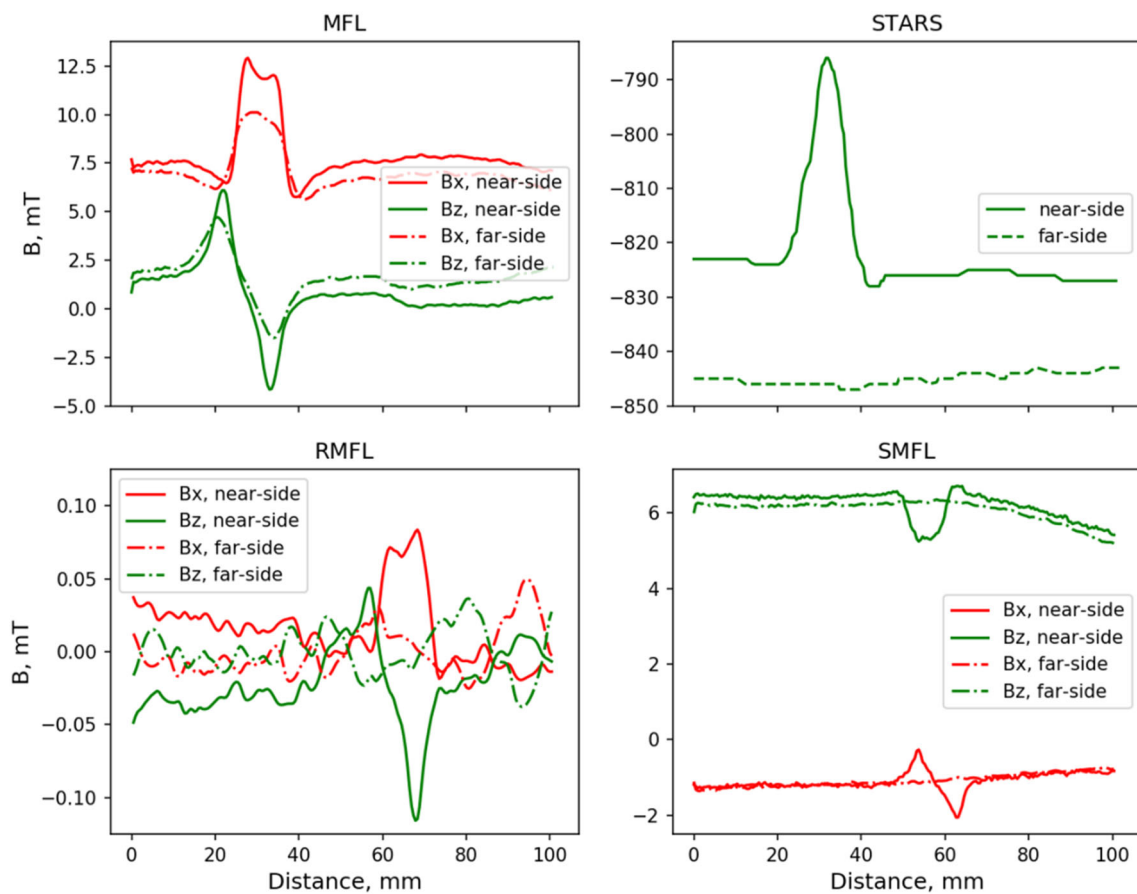 MFL
B, mT
12.5
10.0
7.5
5.0
2.5
0.0
−2.5
−5.0
Bx, near-side
Bz, near-side
Bx, far-side
Bz, far-side
STARS
−790
−800
−810
−820
−830
−840
−850
near-side
far-side
RMFL
B, mT
0.10
0.05
0.00
−0.05
−0.10
Bx, near-side
Bz, near-side
Bx, far-side
Bz, far-side
0 20 40 60 80 100
Distance, mm
SMFL
6
4
2
0
−2
Bx, near-side
Bz, near-side
Bx, far-side
Bz, far-side
0 20 40 60 80 100
Distance, mm